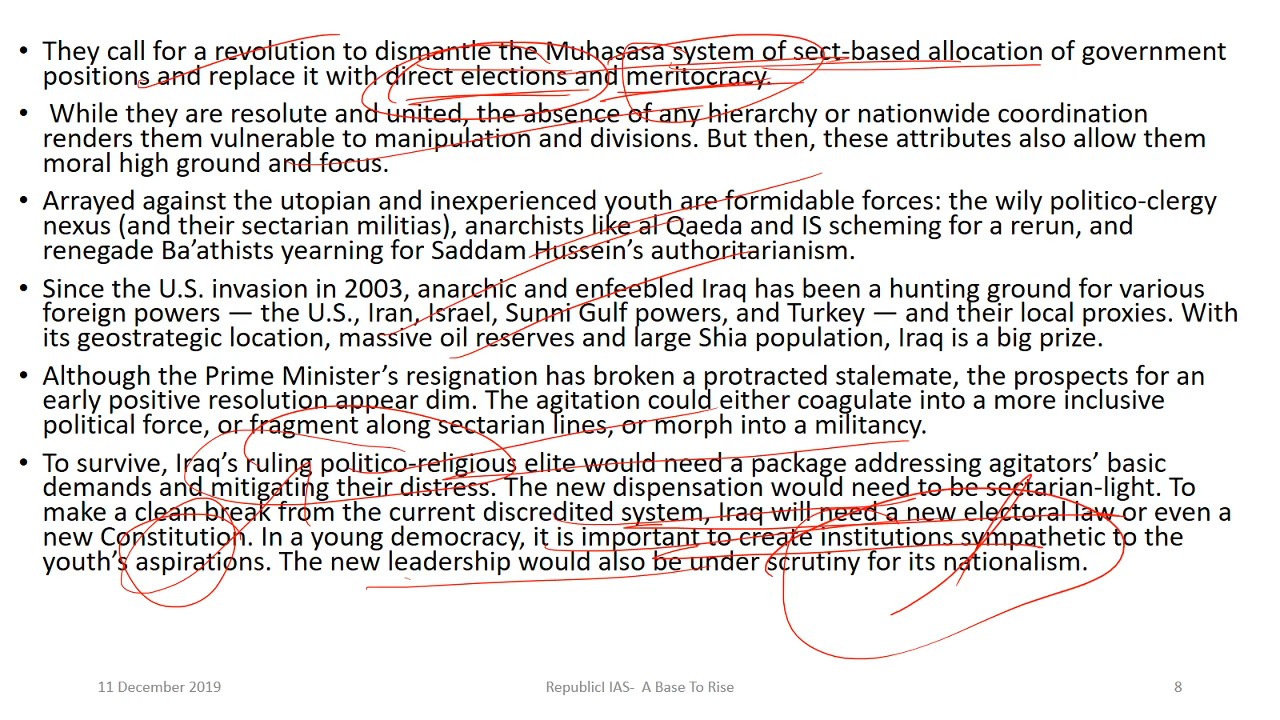 • They call for a revolution to dismantle the Muhasasa system of sect-based allocation of government
positions and replace it with direct elections and meritocracy.
• While they are resolute and united, the absence of any hierarchy or nationwide coordination
renders them vulnerable to manipulation and divisions. But then, these attributes also allow them
moral high ground and focus.
• Arrayed against the utopian and inexperienced youth are formidable forces: the wily politico-clergy
nexus (and their sectarian militias), anarchists like al Qaeda and IS scheming for a rerun, and
renegade Ba’athists yearning for Saddam Hussein’s authoritarianism.
• Since the U.S. invasion in 2003, anarchic and enfeebled Iraq has been a hunting ground for various
foreign powers — the U.S., Iran, Israel, Sunni Gulf powers, and Turkey — and their local proxies. With
its geostrategic location, massive oil reserves and large Shia population, Iraq is a big prize.
• Although the Prime Minister’s resignation has broken a protracted stalemate, the prospects for an
early positive resolution appear dim. The agitation could either coagulate into a more inclusive
political force, or fragment along sectarian lines, or morph into a militancy.
• To survive, Iraq’s ruling politico-religious elite would need a package addressing agitators’ basic
demands and mitigating their distress. The new dispensation would need to be sectarian-light. To
make a clean break from the current discredited system, Iraq will need a new electoral law or even a
new Constitution. In a young democracy, it is important to create institutions sympathetic to the
youth’s aspirations. The new leadership would also be under scrutiny for its nationalism.
11 December 2019 RepublicI IAS- A Base To Rise 8